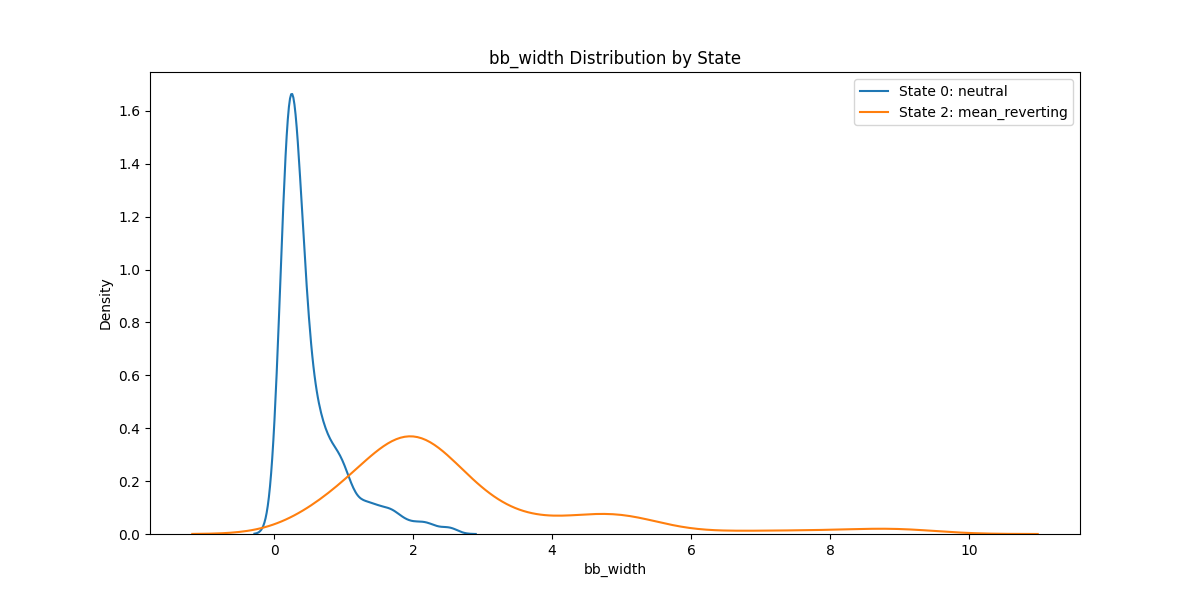 bb_width Distribution by State
State 0: neutral
State 2: mean_reverting
Density
1.6
1.4
1.2
1.0
0.8
0.6
0.4
0.2
0.0
0 2 4 6 8 10
bb_width